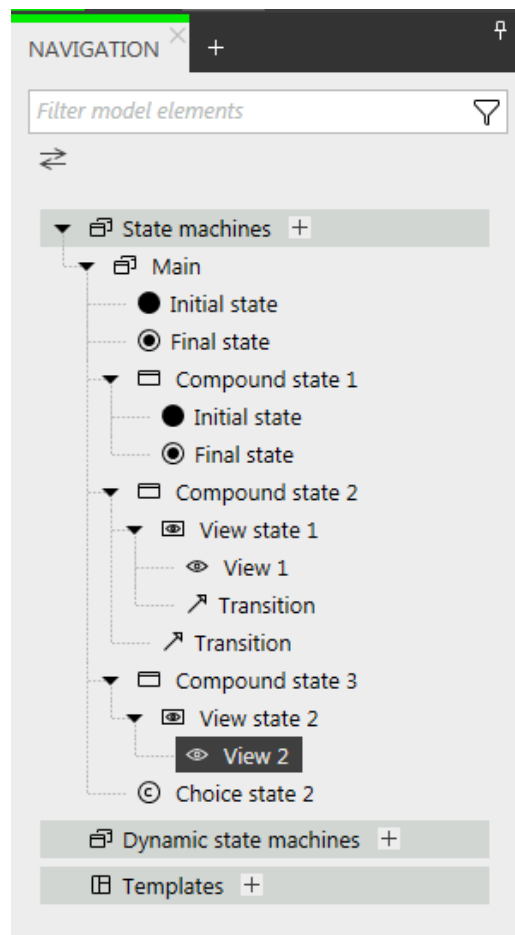 NAVIGATION
Filter model elements
State machines
Main
Initial state
Final state
Compound state 1
Initial state
Final state
Compound state 2
View state 1
View 1
Transition
Transition
Compound state 3
View state 2
View 2
Choice state 2
Dynamic state machines
Templates